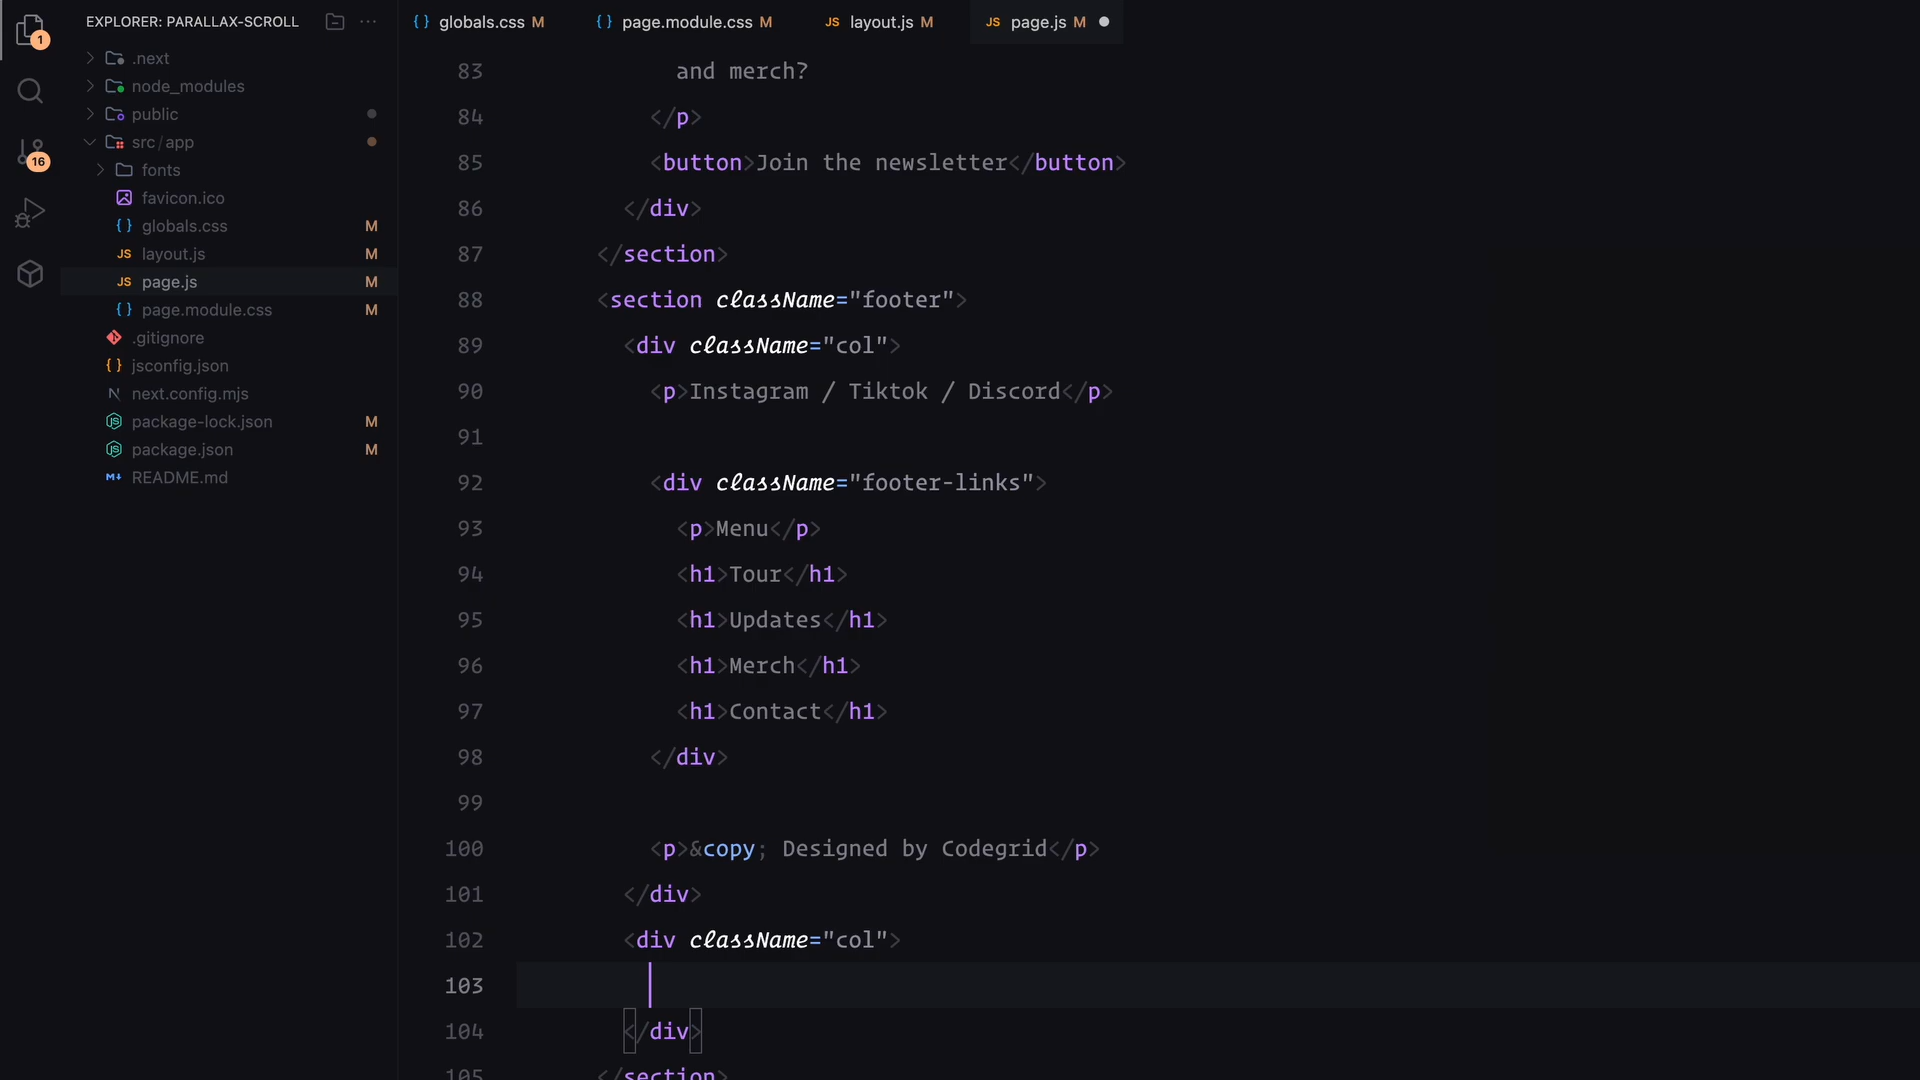 EXPLORER: PARALLAX-SCROLL
1
16
.next
node_modules
public
src/app
fonts
favicon.ico
globals.css M
layout.js M
page.js M
page.module.css M
.gitignore
jsconfig.json
next.config.mjs
package-lock.json M
package.json M
README.md
{ } globals.css M { } page.module.css M JS layout.js M JS page.js M
83 and merch?
84 </p>
85 <button>Join the newsletter</button>
86 </div>
87 </section>
88 <section className="footer">
89 <div className="col">
90 <p>Instagram / Tiktok / Discord</p>
91
92 <div className="footer-links">
93 <p>Menu</p>
94 <h1>Tour</h1>
95 <h1>Updates</h1>
96 <h1>Merch</h1>
97 <h1>Contact</h1>
98 </div>
99
100 <p>&copy; Designed by Codegrid</p>
101 </div>
102 <div className="col">
103
104 </div>
105 </section>